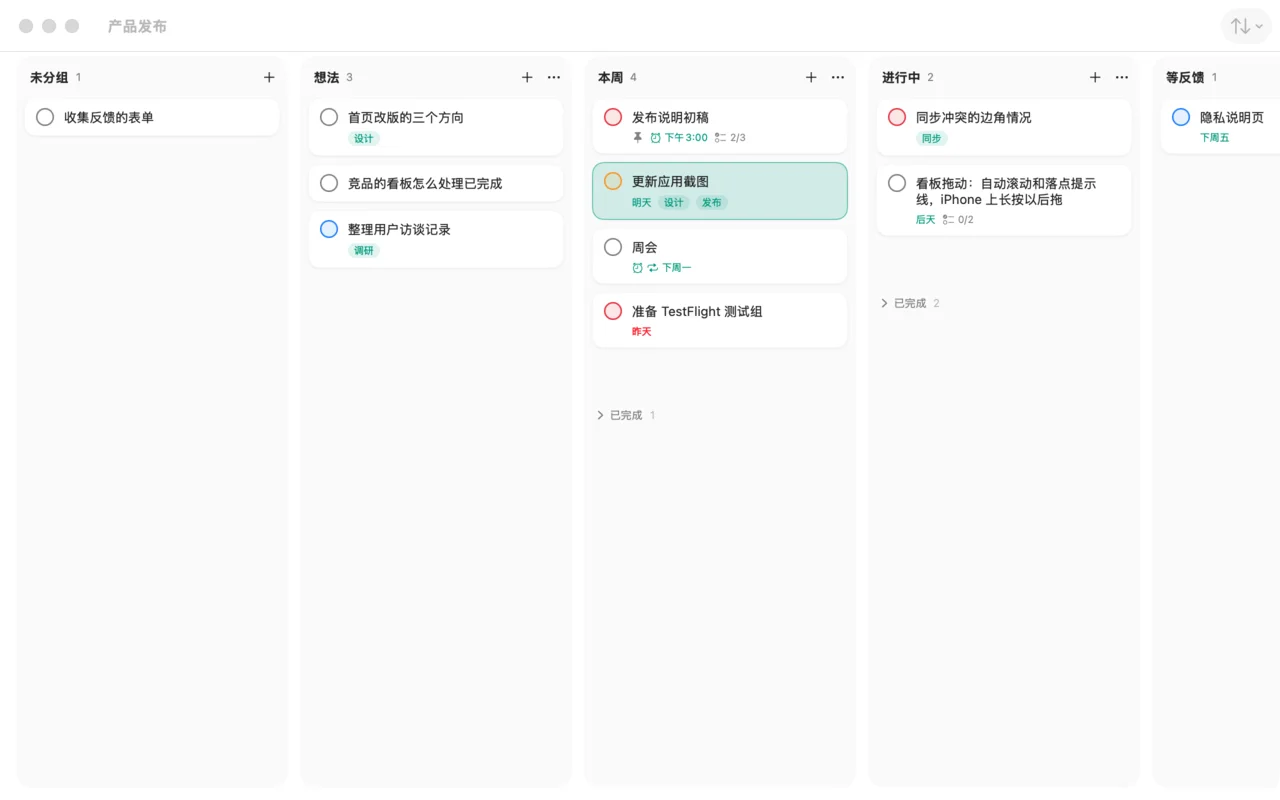 产品发布
未分组 1
收集反馈的表单
想法 3
首页改版的三个方向
设计
竞品的看板怎么处理已完成
整理用户访谈记录
调研
本周 4
发布说明初稿
下午 3:00 2/3
更新应用截图
明天 设计 发布
周会
下周一
准备 TestFlight 测试组
昨天
已完成 1
进行中 2
同步冲突的边角情况
同步
看板拖动：自动滚动和落点提示
线，iPhone 上长按以后拖
后天 0/2
已完成 2
等反馈 1
隐私说明页
下周五